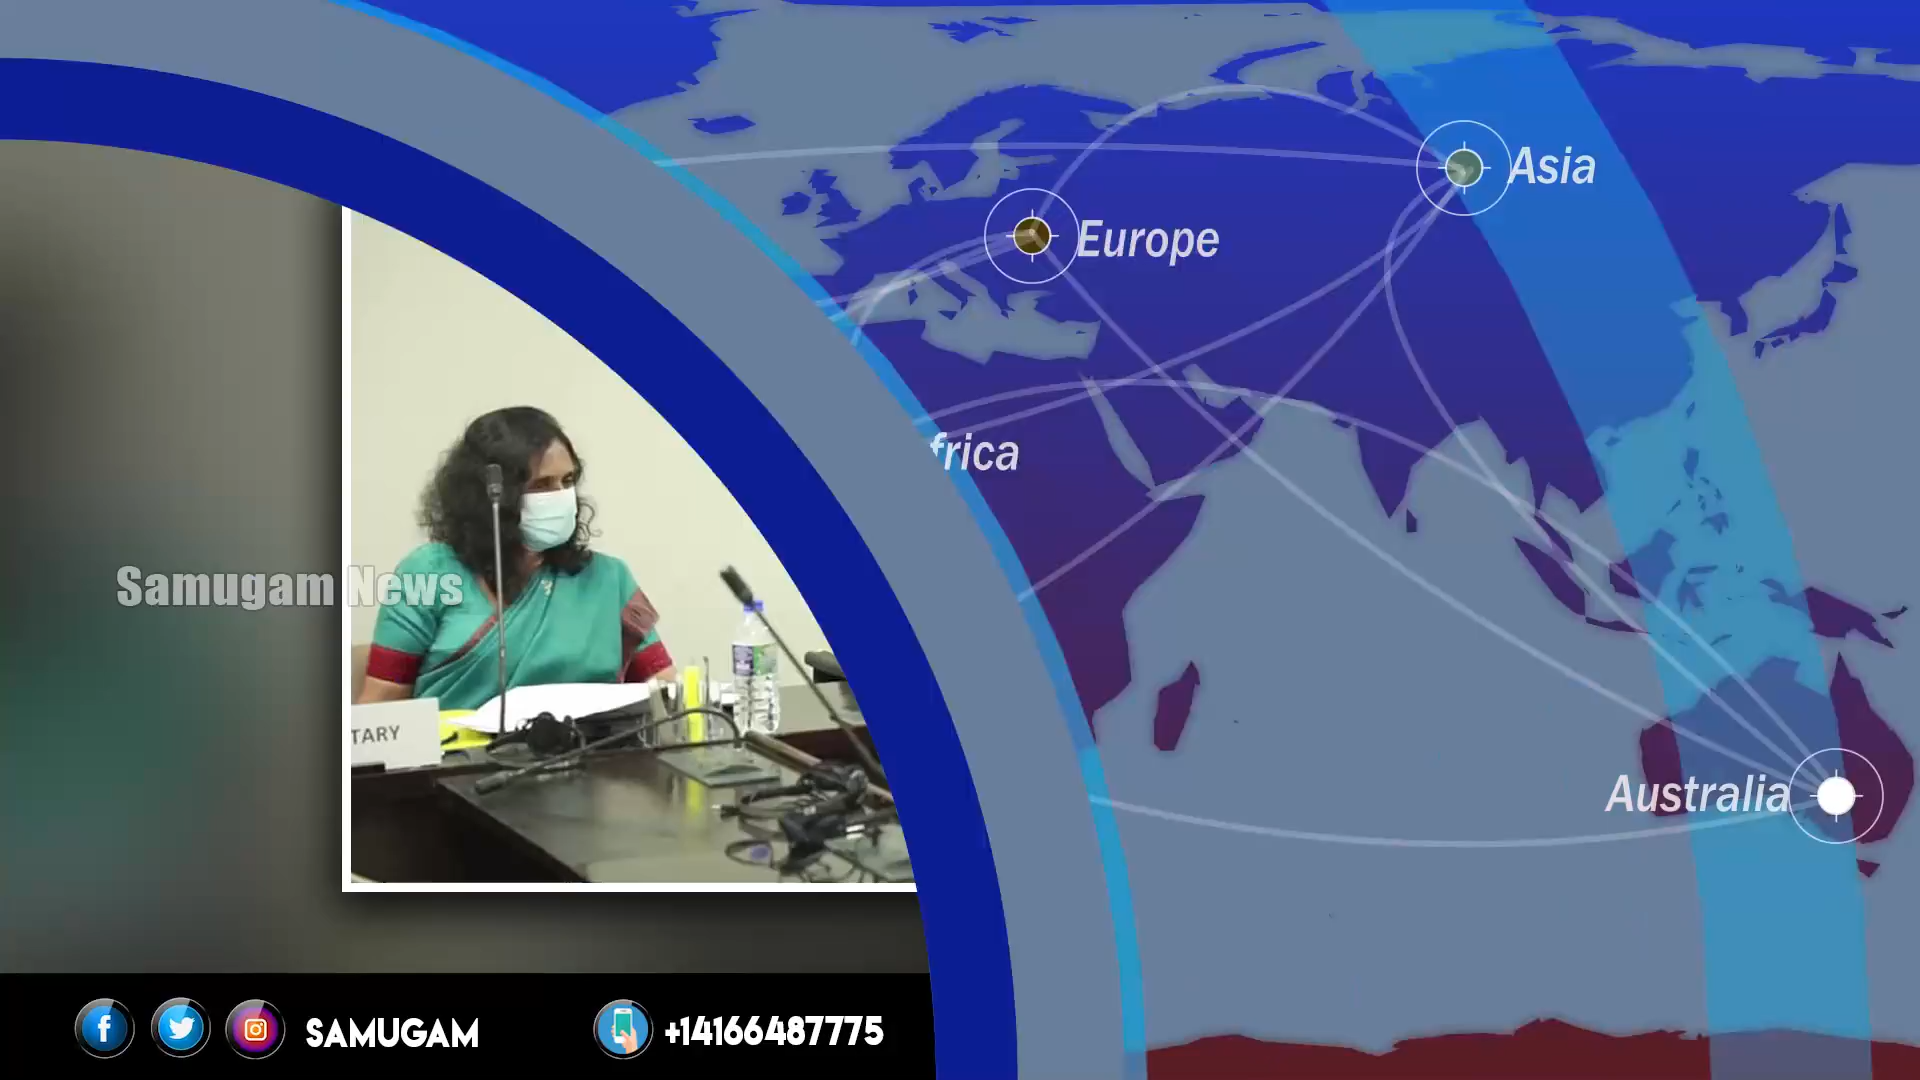 Asia
Europe
frica
Samugam News
TARY
Australia
SAMUGAM
+14166487775